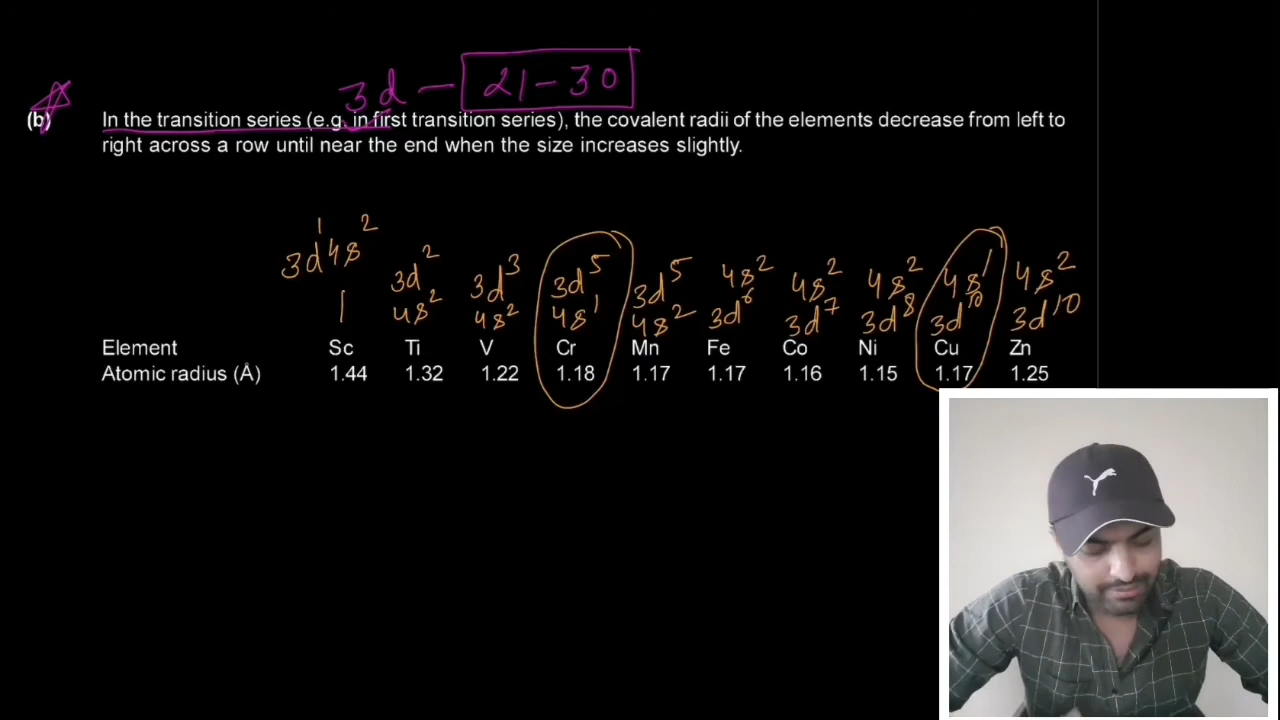 3d - 21-30
(b) In the transition series (e.g. in first transition series), the covalent radii of the elements decrease from left to
right across a row until near the end when the size increases slightly.
3d¹4s² 3d² 3d³ 3d⁵ 3d⁵ 4s² 4s² 4s² 4s¹ 4s²
4s² 4s² 4s¹ 4s² 3d⁶ 3d⁷ 3d⁸ 3d¹⁰ 3d¹⁰
Element Sc Ti V Cr Mn Fe Co Ni Cu Zn
Atomic radius (Å) 1.44 1.32 1.22 1.18 1.17 1.17 1.16 1.15 1.17 1.25